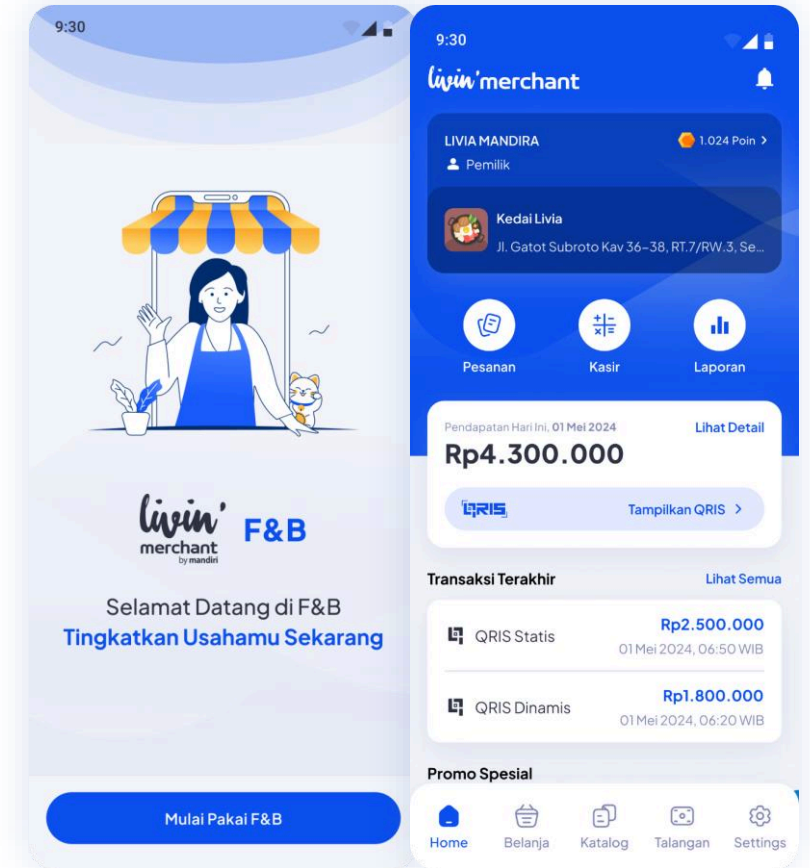 9:30
livin'
merchant
by mandiri
F&B
Selamat Datang di F&B
Tingkatkan Usahamu Sekarang
Mulai Pakai F&B
9:30
livin'merchant
LIVIA MANDIRA
1.024 Poin >
Pemilik
Kedai Livia
Jl. Gatot Subroto Kav 36-38, RT.7/RW.3, Se...
Pesanan
Kasir
Laporan
Pendapatan Hari Ini, 01 Mei 2024
Lihat Detail
Rp4.300.000
QRIS
Tampilkan QRIS >
Transaksi Terakhir
Lihat Semua
QRIS Statis
Rp2.500.000
01 Mei 2024, 06:50 WIB
QRIS Dinamis
Rp1.800.000
01 Mei 2024, 06:20 WIB
Promo Spesial
Home
Belanja
Katalog
Talangan
Settings